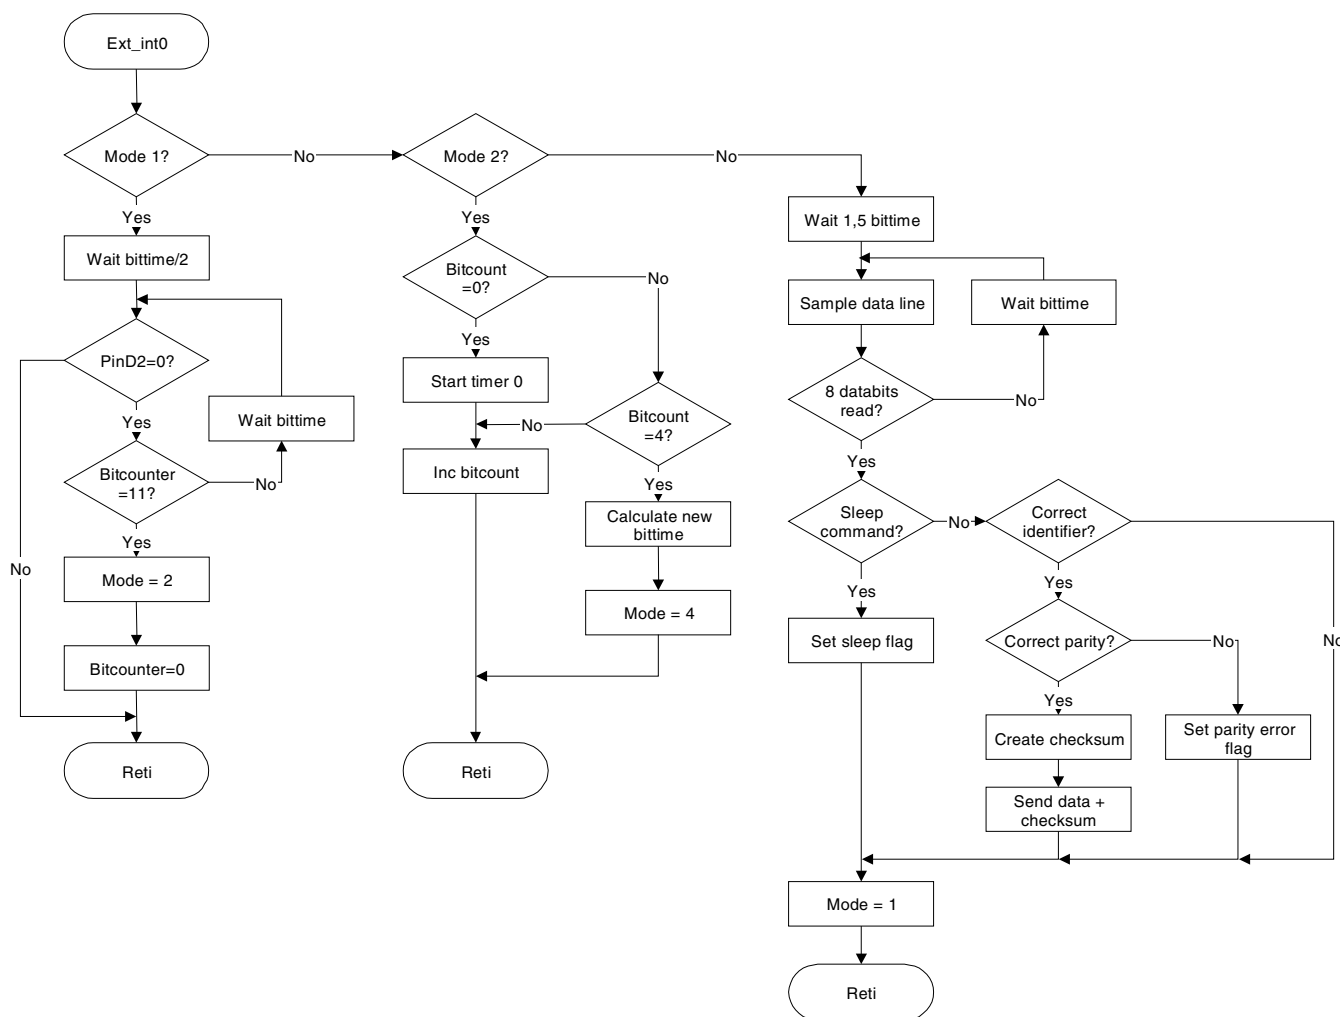 Ext_int0
Mode 1?
No
Mode 2?
No
Yes
Wait bittime/2
PinD2=0?
Yes
Wait bittime
Bitcounter
=11?
No
Yes
No
Mode = 2
Bitcounter=0
Reti
Yes
Bitcount
=0?
No
Yes
Start timer 0
Bitcount
=4?
No
Inc bitcount
Yes
Calculate new
bittime
Mode = 4
Reti
Wait 1,5 bittime
Sample data line
Wait bittime
8 databits
read?
No
Yes
Sleep
command?
No
Correct
identifier?
Yes
Yes
Set sleep flag
Correct parity?
No
No
Yes
Create checksum
Set parity error
flag
Send data +
checksum
Mode = 1
Reti